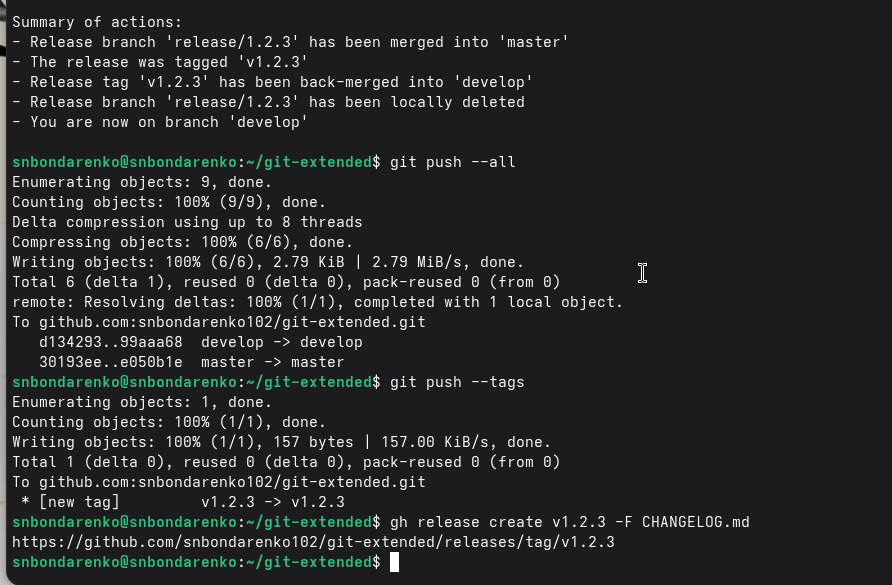 Summary of actions:
- Release branch 'release/1.2.3' has been merged into 'master'
- The release was tagged 'v1.2.3'
- Release tag 'v1.2.3' has been back-merged into 'develop'
- Release branch 'release/1.2.3' has been locally deleted
- You are now on branch 'develop'
snbondarenko@snbondarenko:~/git-extended$ git push --all
Enumerating objects: 9, done.
Counting objects: 100% (9/9), done.
Delta compression using up to 8 threads
Compressing objects: 100% (6/6), done.
Writing objects: 100% (6/6), 2.79 KiB | 2.79 MiB/s, done.
Total 6 (delta 1), reused 0 (delta 0), pack-reused 0 (from 0)
remote: Resolving deltas: 100% (1/1), completed with 1 local object.
To github.com:snbondarenko102/git-extended.git
   d134293..99aaa68  develop -> develop
   30193ee..e050b1e  master -> master
snbondarenko@snbondarenko:~/git-extended$ git push --tags
Enumerating objects: 1, done.
Counting objects: 100% (1/1), done.
Writing objects: 100% (1/1), 157 bytes | 157.00 KiB/s, done.
Total 1 (delta 0), reused 0 (delta 0), pack-reused 0 (from 0)
To github.com:snbondarenko102/git-extended.git
 * [new tag]         v1.2.3 -> v1.2.3
snbondarenko@snbondarenko:~/git-extended$ gh release create v1.2.3 -F CHANGELOG.md
https://github.com/snbondarenko102/git-extended/releases/tag/v1.2.3
snbondarenko@snbondarenko:~/git-extended$